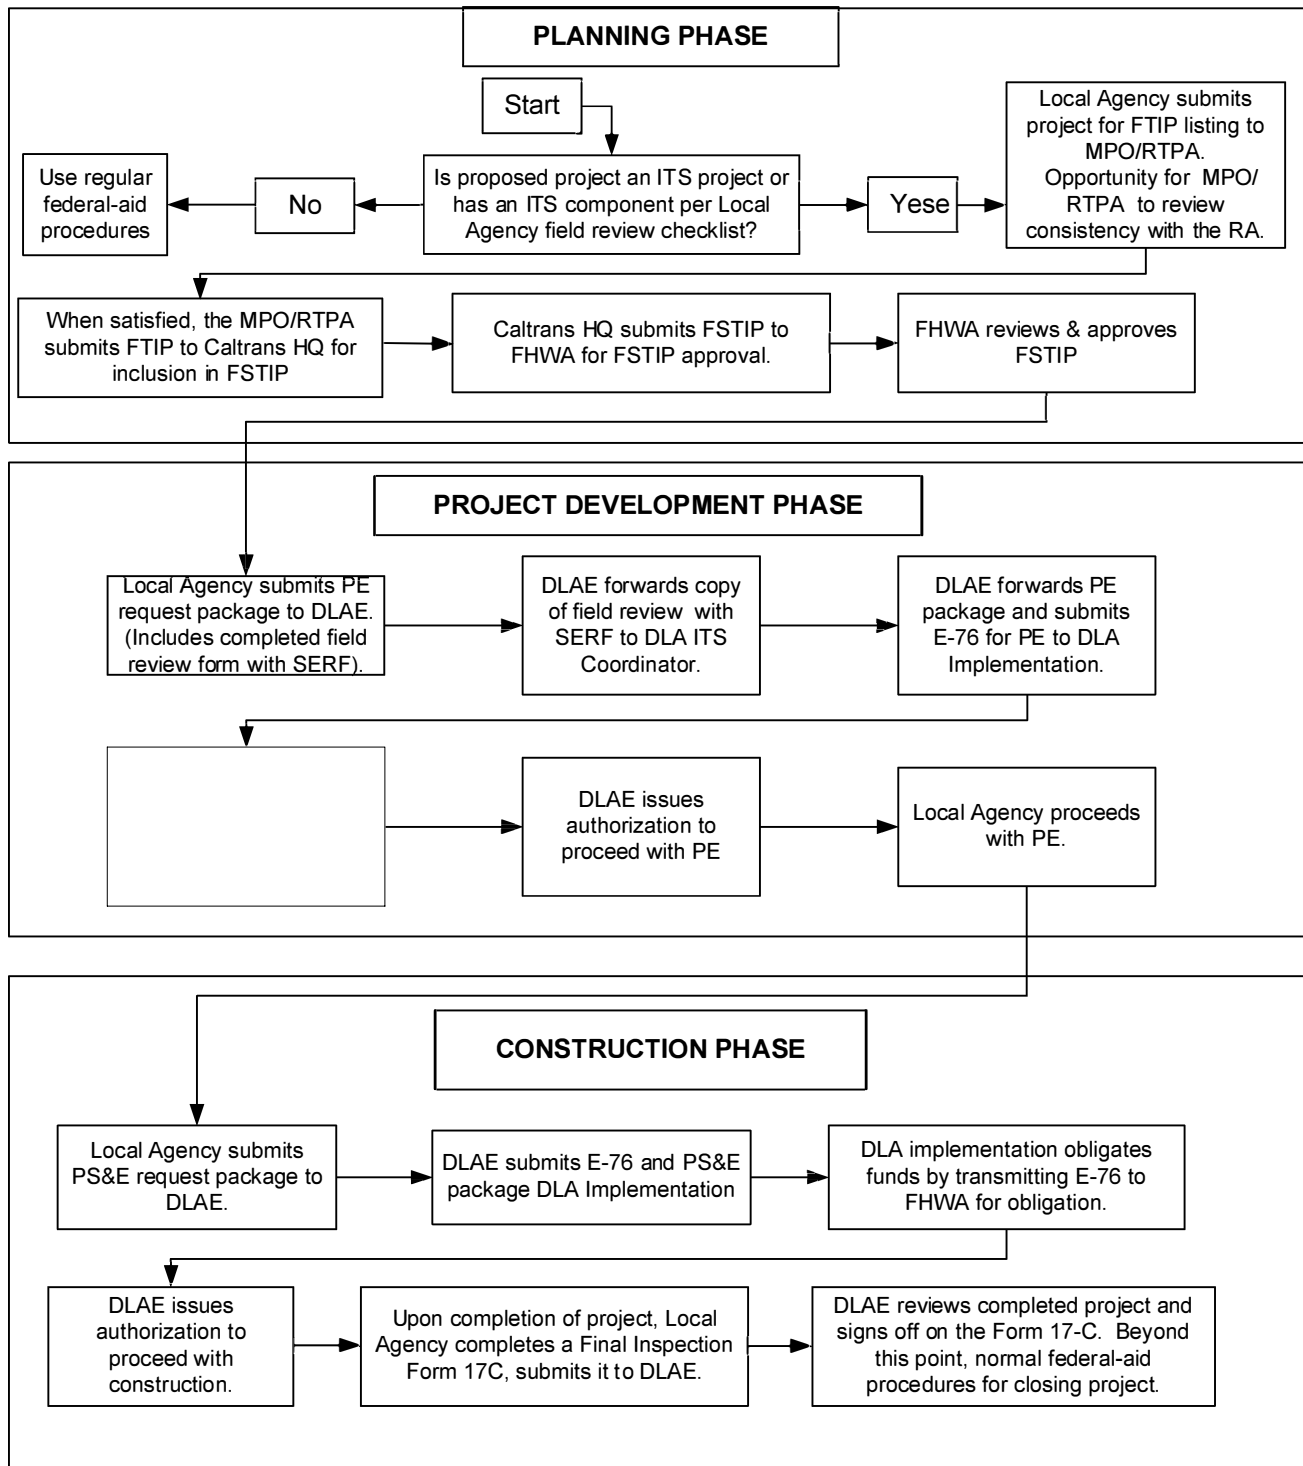 PLANNING PHASE
Start
Is proposed project an ITS project or
has an ITS component per Local
Agency field review checklist?
No
Use regular
federal-aid
procedures
Yese
Local Agency submits
project for FTIP listing to
MPO/RTPA.
Opportunity for MPO/
RTPA to review
consistency with the RA.
When satisfied, the MPO/RTPA
submits FTIP to Caltrans HQ for
inclusion in FSTIP
Caltrans HQ submits FSTIP to
FHWA for FSTIP approval.
FHWA reviews & approves
FSTIP
PROJECT DEVELOPMENT PHASE
Local Agency submits PE
request package to DLAE.
(Includes completed field
review form with SERF).
DLAE forwards copy
of field review with
SERF to DLA ITS
Coordinator.
DLAE forwards PE
package and submits
E-76 for PE to DLA
Implementation.
DLAE issues
authorization to
proceed with PE
Local Agency proceeds
with PE.
CONSTRUCTION PHASE
Local Agency submits
PS&E request package to
DLAE.
DLAE submits E-76 and PS&E
package DLA Implementation
DLA implementation obligates
funds by transmitting E-76 to
FHWA for obligation.
DLAE issues
authorization to
proceed with
construction.
Upon completion of project, Local
Agency completes a Final Inspection
Form 17C, submits it to DLAE.
DLAE reviews completed project and
signs off on the Form 17-C. Beyond
this point, normal federal-aid
procedures for closing project.